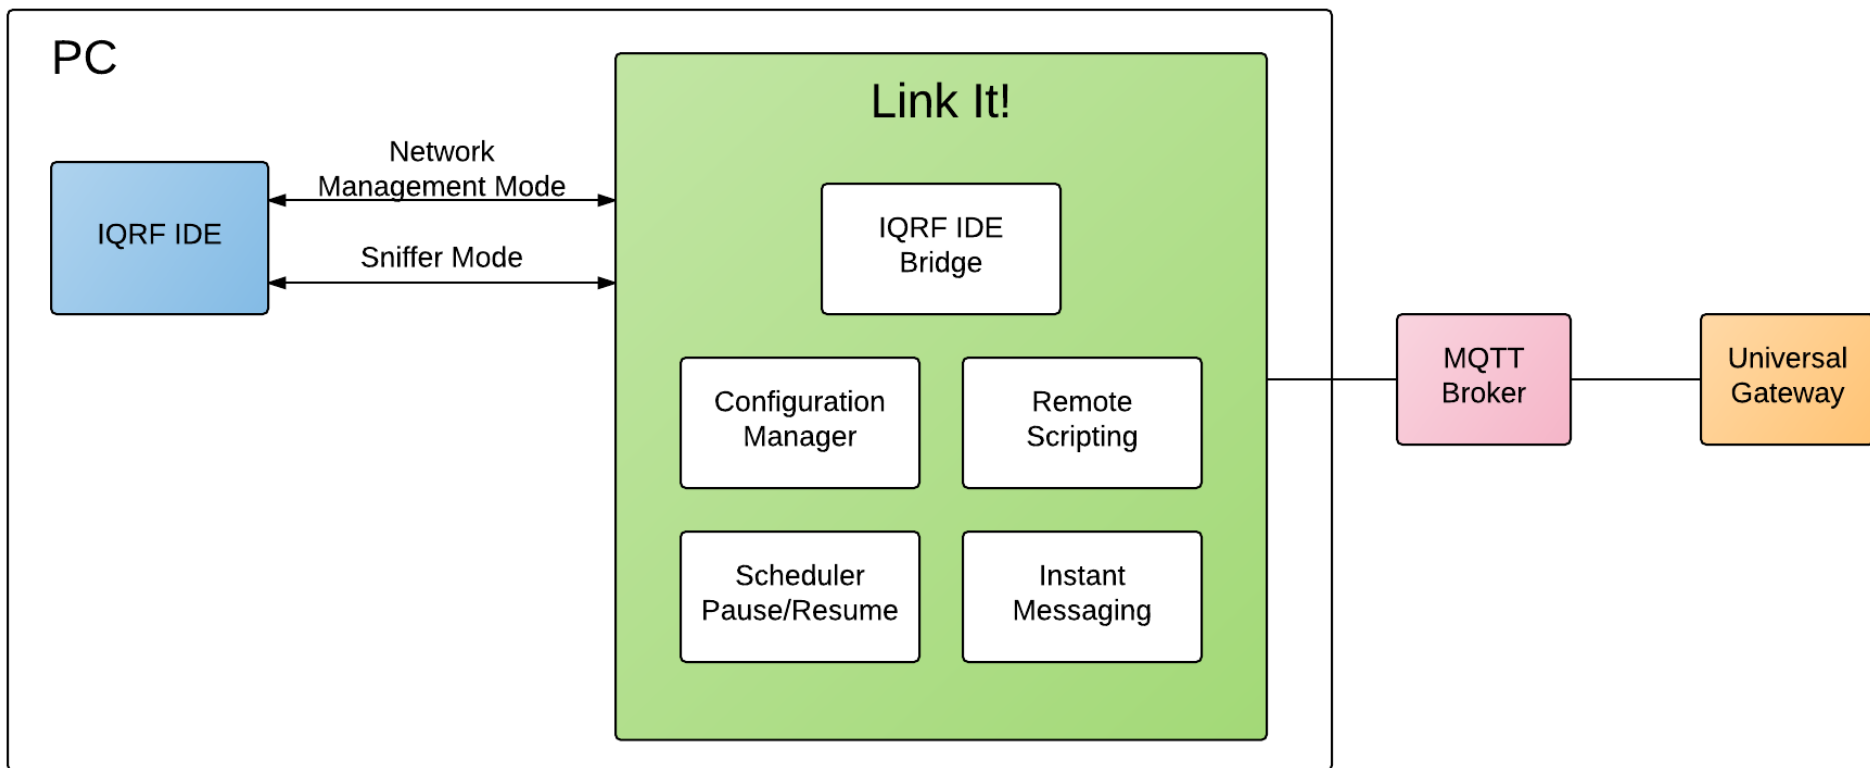 PC
Link It!
Network
Management Mode
IQRF IDE
Sniffer Mode
IQRF IDE
Bridge
Configuration
Manager
Remote
Scripting
Scheduler
Pause/Resume
Instant
Messaging
MQTT
Broker
Universal
Gateway